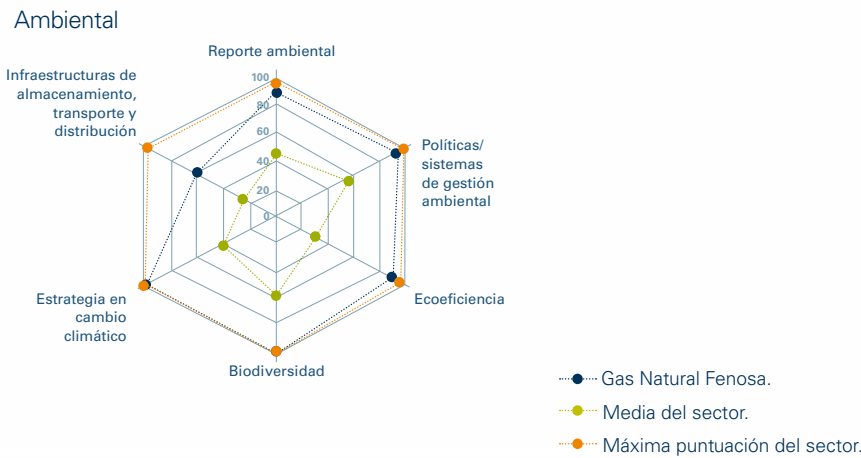 Ambiental
Reporte ambiental
Infraestructuras de
almacenamiento,
transporte y
distribución
100
80
60
40
20
0
Políticas/
sistemas
de gestión
ambiental
Estrategia en
cambio
climático
Ecoeficiencia
Biodiversidad
Gas Natural Fenosa.
Media del sector.
Máxima puntuación del sector.